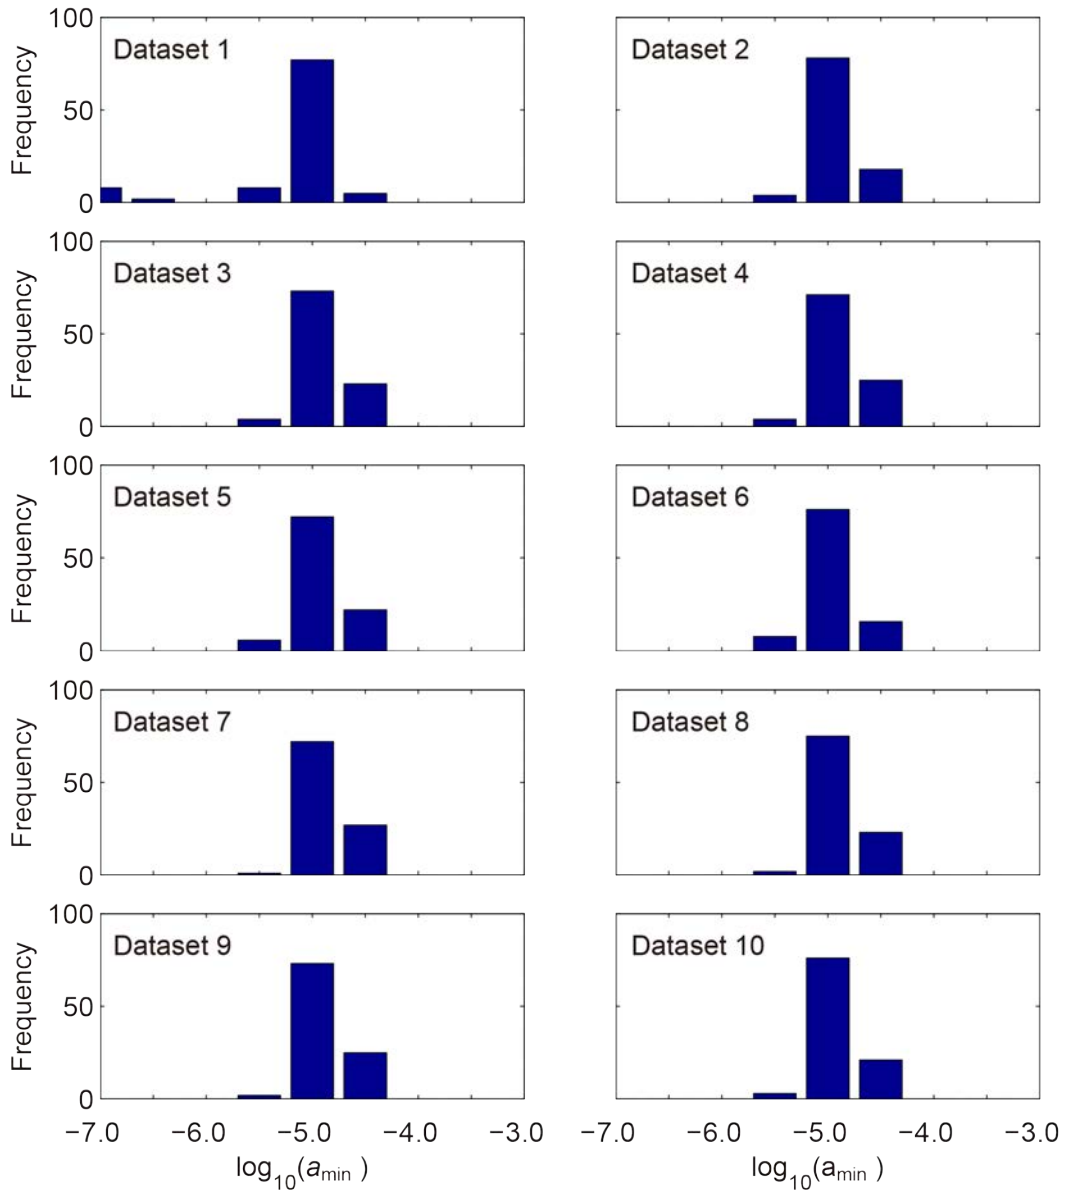 100
50
0
Frequency
Dataset 1
Dataset 2
100
50
0
Frequency
Dataset 3
Dataset 4
100
50
0
Frequency
Dataset 5
Dataset 6
100
50
0
Frequency
Dataset 7
Dataset 8
100
50
0
Frequency
Dataset 9
Dataset 10
−7.0 −6.0 −5.0 −4.0 −3.0
−7.0 −6.0 −5.0 −4.0 −3.0
log10(amin )
log10(amin )